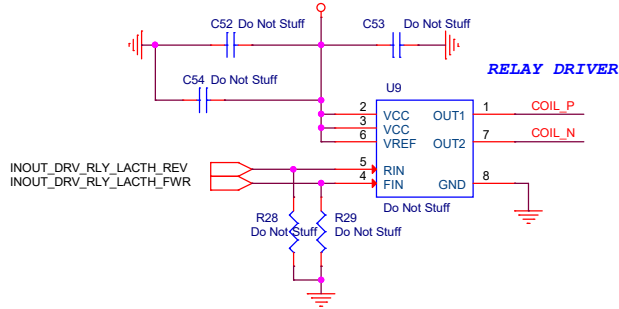 C52 Do Not Stuff
C53 Do Not Stuff
C54 Do Not Stuff
RELAY DRIVER
U9
2 VCC OUT1 1 COIL_P
3 VCC
6 VREF OUT2 7 COIL_N
INOUT_DRV_RLY_LACTH_REV 5 RIN
INOUT_DRV_RLY_LACTH_FWR 4 FIN GND 8
Do Not Stuff
R28 Do Not Stuff
R29 Do Not Stuff